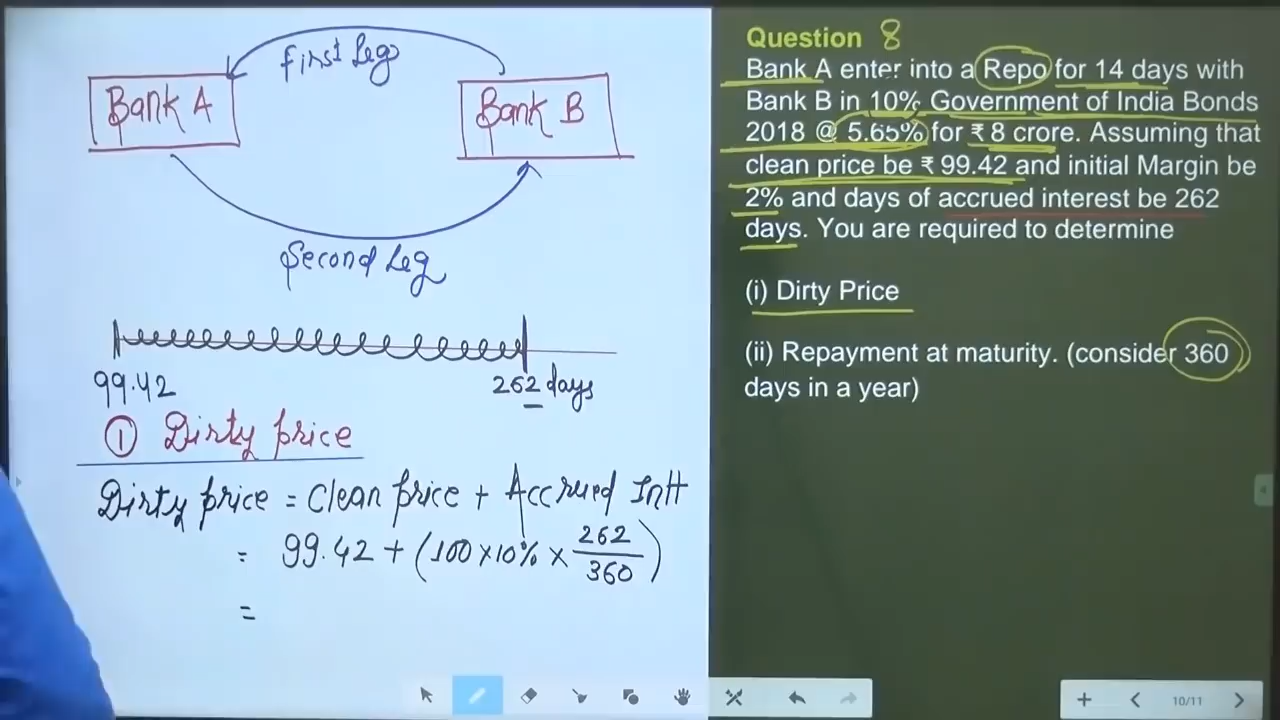 First Leg
Bank A
Bank B
Second Leg
99.42
262 days
① Dirty price
Dirty price = Clean price + Accrued Intt
= 99.42 + (100 × 10% × 262/360)
=
Question 8
Bank A enter into a Repo for 14 days with
Bank B in 10% Government of India Bonds
2018 @ 5.65% for ₹ 8 crore. Assuming that
clean price be ₹ 99.42 and initial Margin be
2% and days of accrued interest be 262
days. You are required to determine
(i) Dirty Price
(ii) Repayment at maturity. (consider 360
days in a year)
10/11